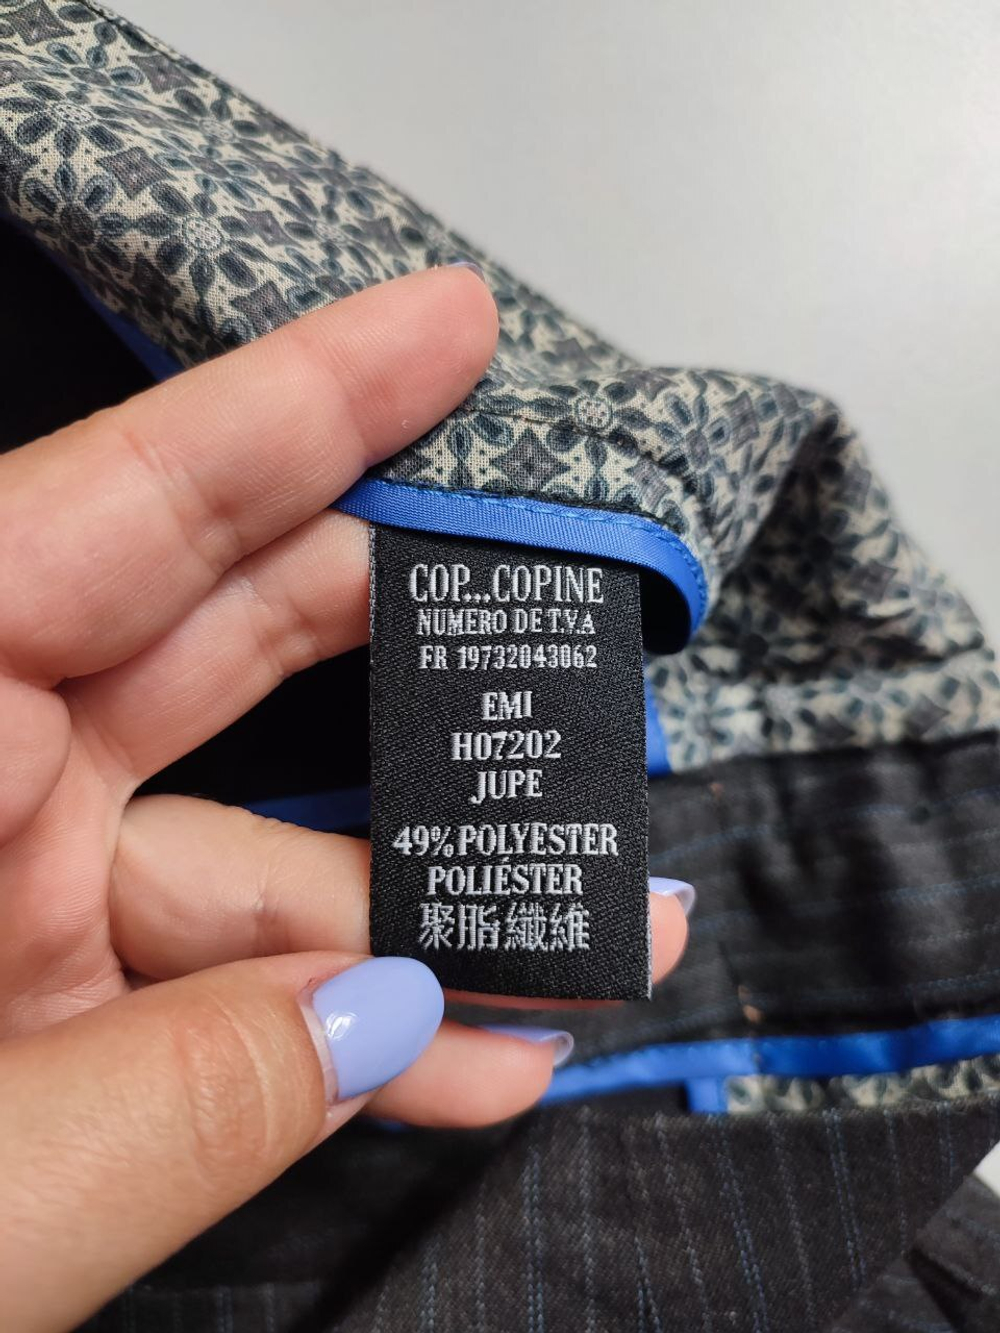 COP...COPINE
NUMERO DE T.V.A
FR 19732043062
EMI
H07202
JUPE
49% POLYESTER
POLIÉSTER
聚脂纖維